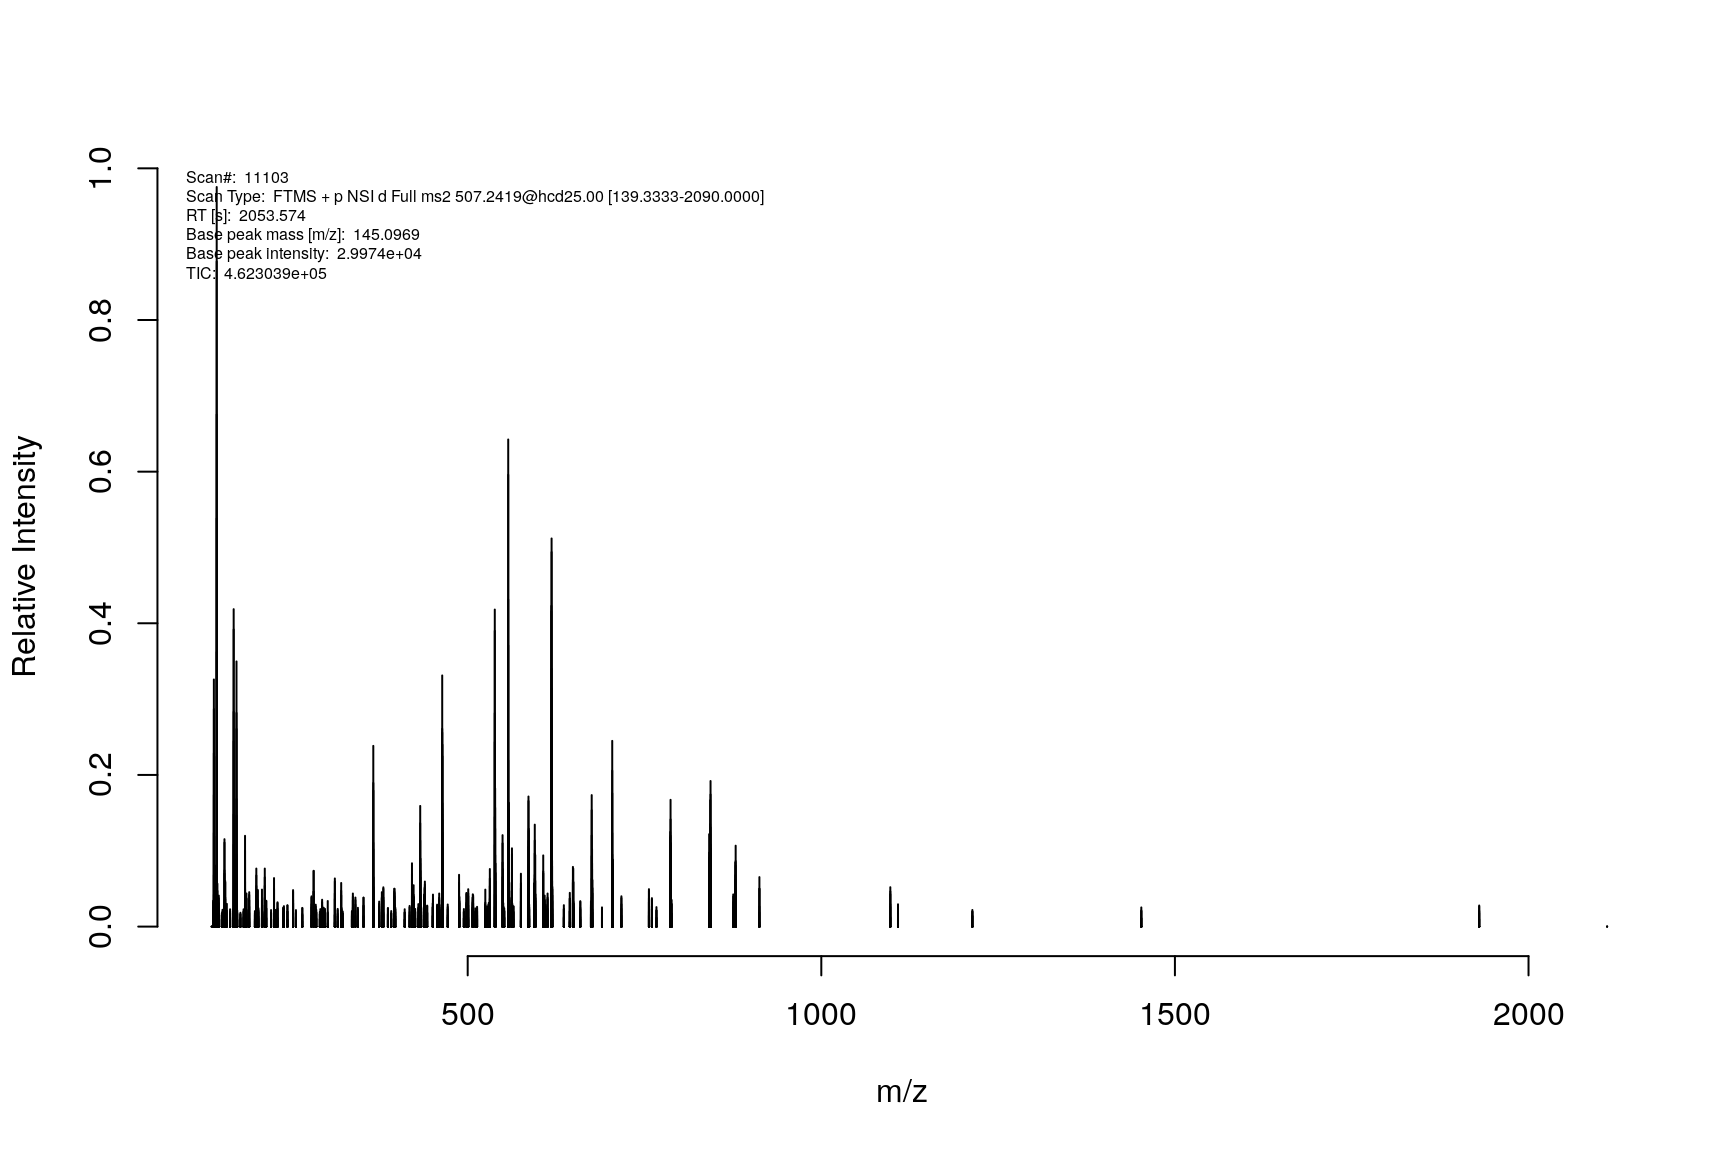 Scan#: 11103
Scan Type: FTMS + p NSI d Full ms2 507.2419@hcd25.00 [139.3333-2090.0000]
RT [s]: 2053.574
Base peak mass [m/z]: 145.0969
Base peak intensity: 2.9974e+04
TIC: 4.623039e+05
1.0
0.8
0.6
0.4
0.2
0.0
Relative Intensity
500 1000 1500 2000
m/z